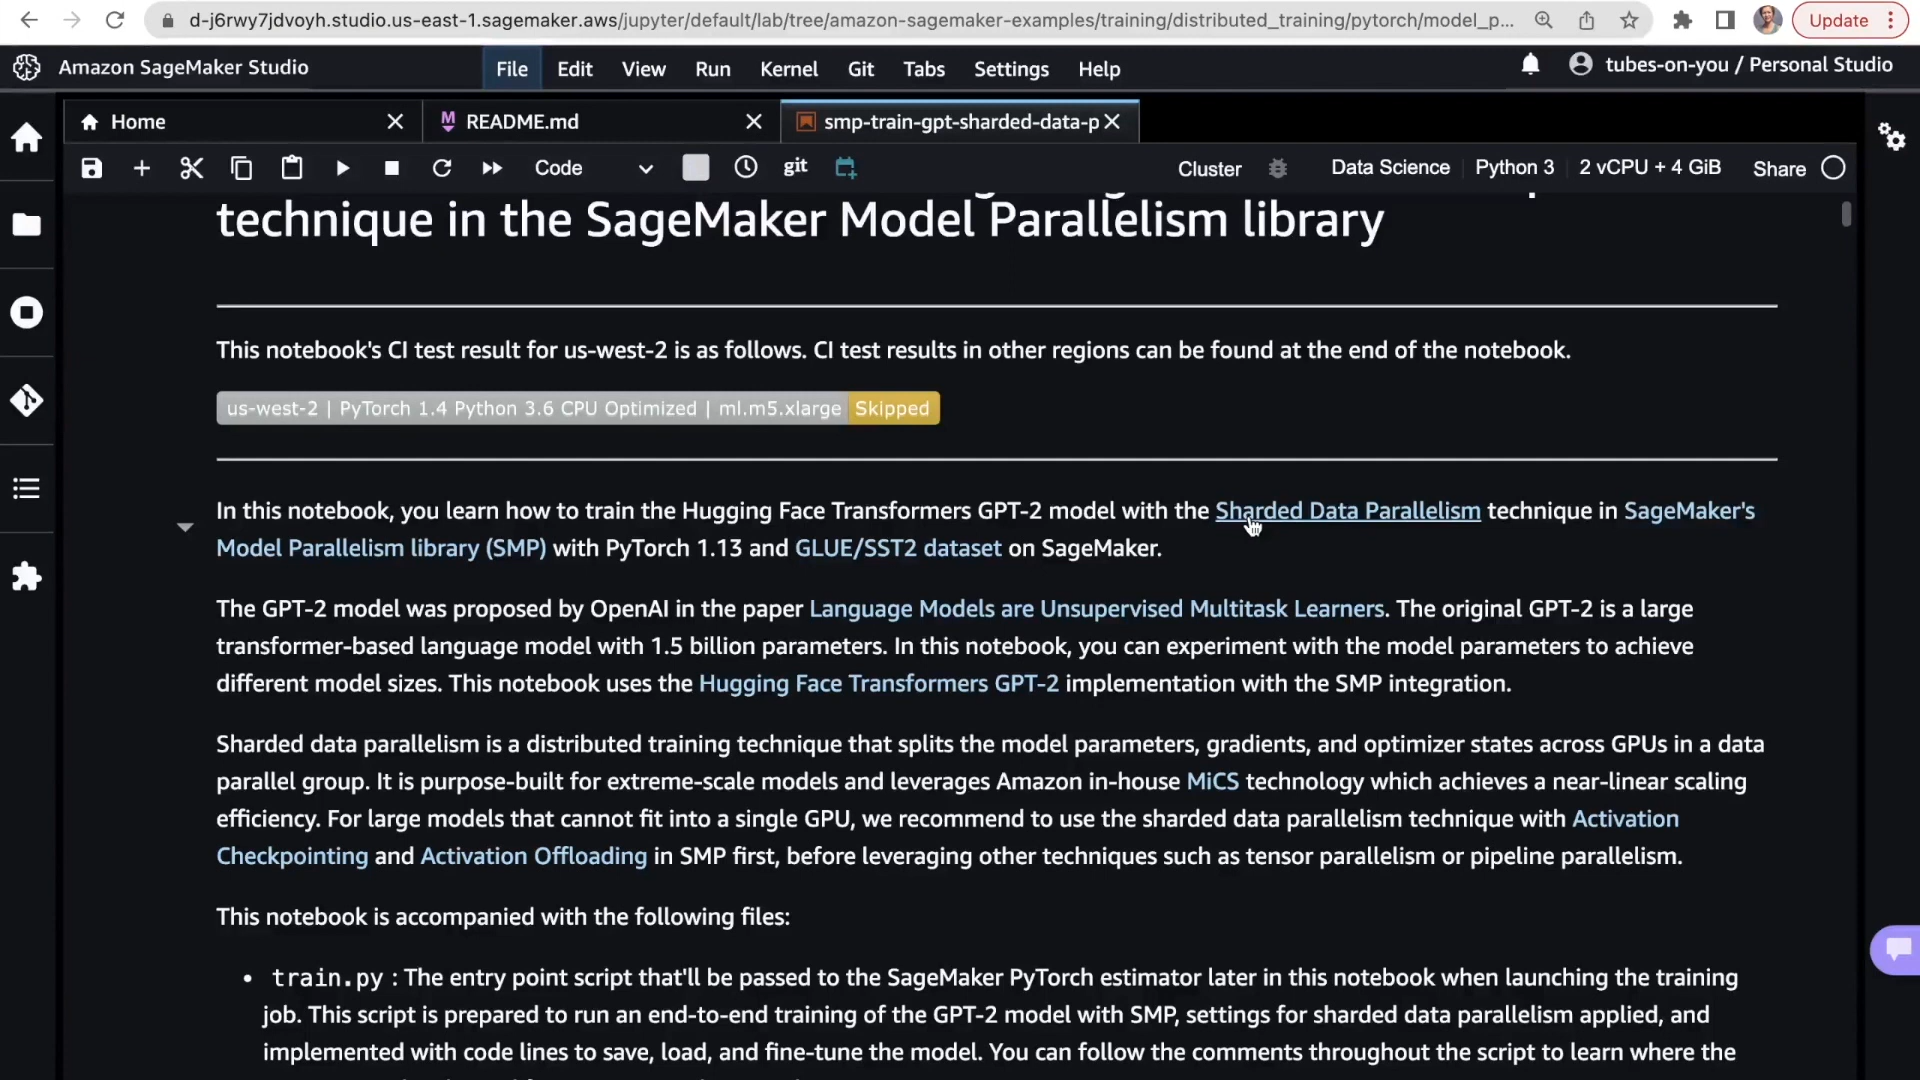 d-j6rwy7jdvoyh.studio.us-east-1.sagemaker.aws/jupyter/default/lab/tree/amazon-sagemaker-examples/training/distributed_training/pytorch/model_p...
Update
Amazon SageMaker Studio
File Edit View Run Kernel Git Tabs Settings Help
tubes-on-you / Personal Studio
Home
README.md
smp-train-gpt-sharded-data-p
Code
git
Cluster
Data Science
Python 3
2 vCPU + 4 GiB
Share
technique in the SageMaker Model Parallelism library
This notebook's CI test result for us-west-2 is as follows. CI test results in other regions can be found at the end of the notebook.
us-west-2 | PyTorch 1.4 Python 3.6 CPU Optimized | ml.m5.xlarge Skipped
In this notebook, you learn how to train the Hugging Face Transformers GPT-2 model with the Sharded Data Parallelism technique in SageMaker's
Model Parallelism library (SMP) with PyTorch 1.13 and GLUE/SST2 dataset on SageMaker.
The GPT-2 model was proposed by OpenAI in the paper Language Models are Unsupervised Multitask Learners. The original GPT-2 is a large
transformer-based language model with 1.5 billion parameters. In this notebook, you can experiment with the model parameters to achieve
different model sizes. This notebook uses the Hugging Face Transformers GPT-2 implementation with the SMP integration.
Sharded data parallelism is a distributed training technique that splits the model parameters, gradients, and optimizer states across GPUs in a data
parallel group. It is purpose-built for extreme-scale models and leverages Amazon in-house MiCS technology which achieves a near-linear scaling
efficiency. For large models that cannot fit into a single GPU, we recommend to use the sharded data parallelism technique with Activation
Checkpointing and Activation Offloading in SMP first, before leveraging other techniques such as tensor parallelism or pipeline parallelism.
This notebook is accompanied with the following files:
• train.py : The entry point script that'll be passed to the SageMaker PyTorch estimator later in this notebook when launching the training
job. This script is prepared to run an end-to-end training of the GPT-2 model with SMP, settings for sharded data parallelism applied, and
implemented with code lines to save, load, and fine-tune the model. You can follow the comments throughout the script to learn where the